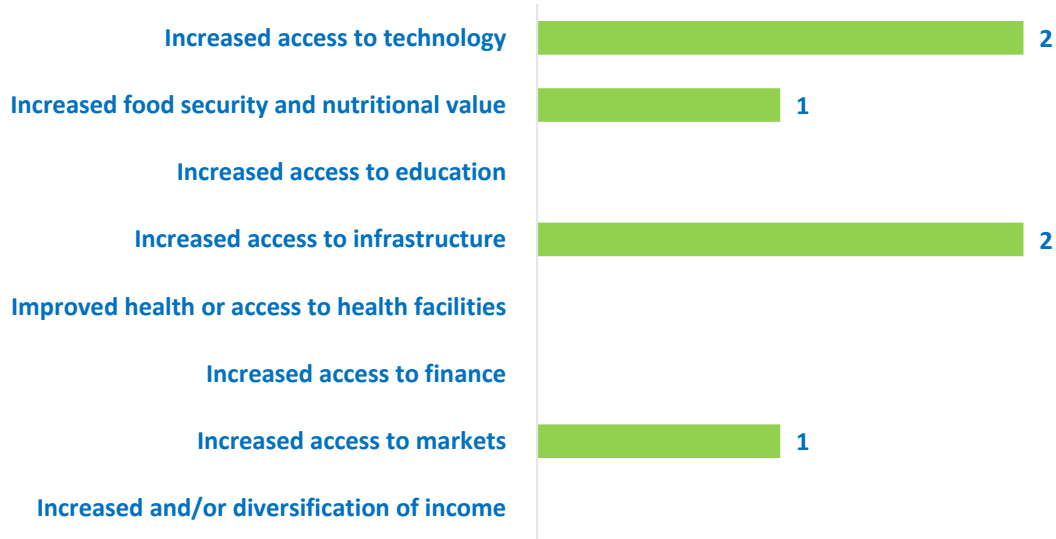 Increased access to technology 2
Increased food security and nutritional value 1
Increased access to education
Increased access to infrastructure 2
Improved health or access to health facilities
Increased access to finance
Increased access to markets 1
Increased and/or diversification of income